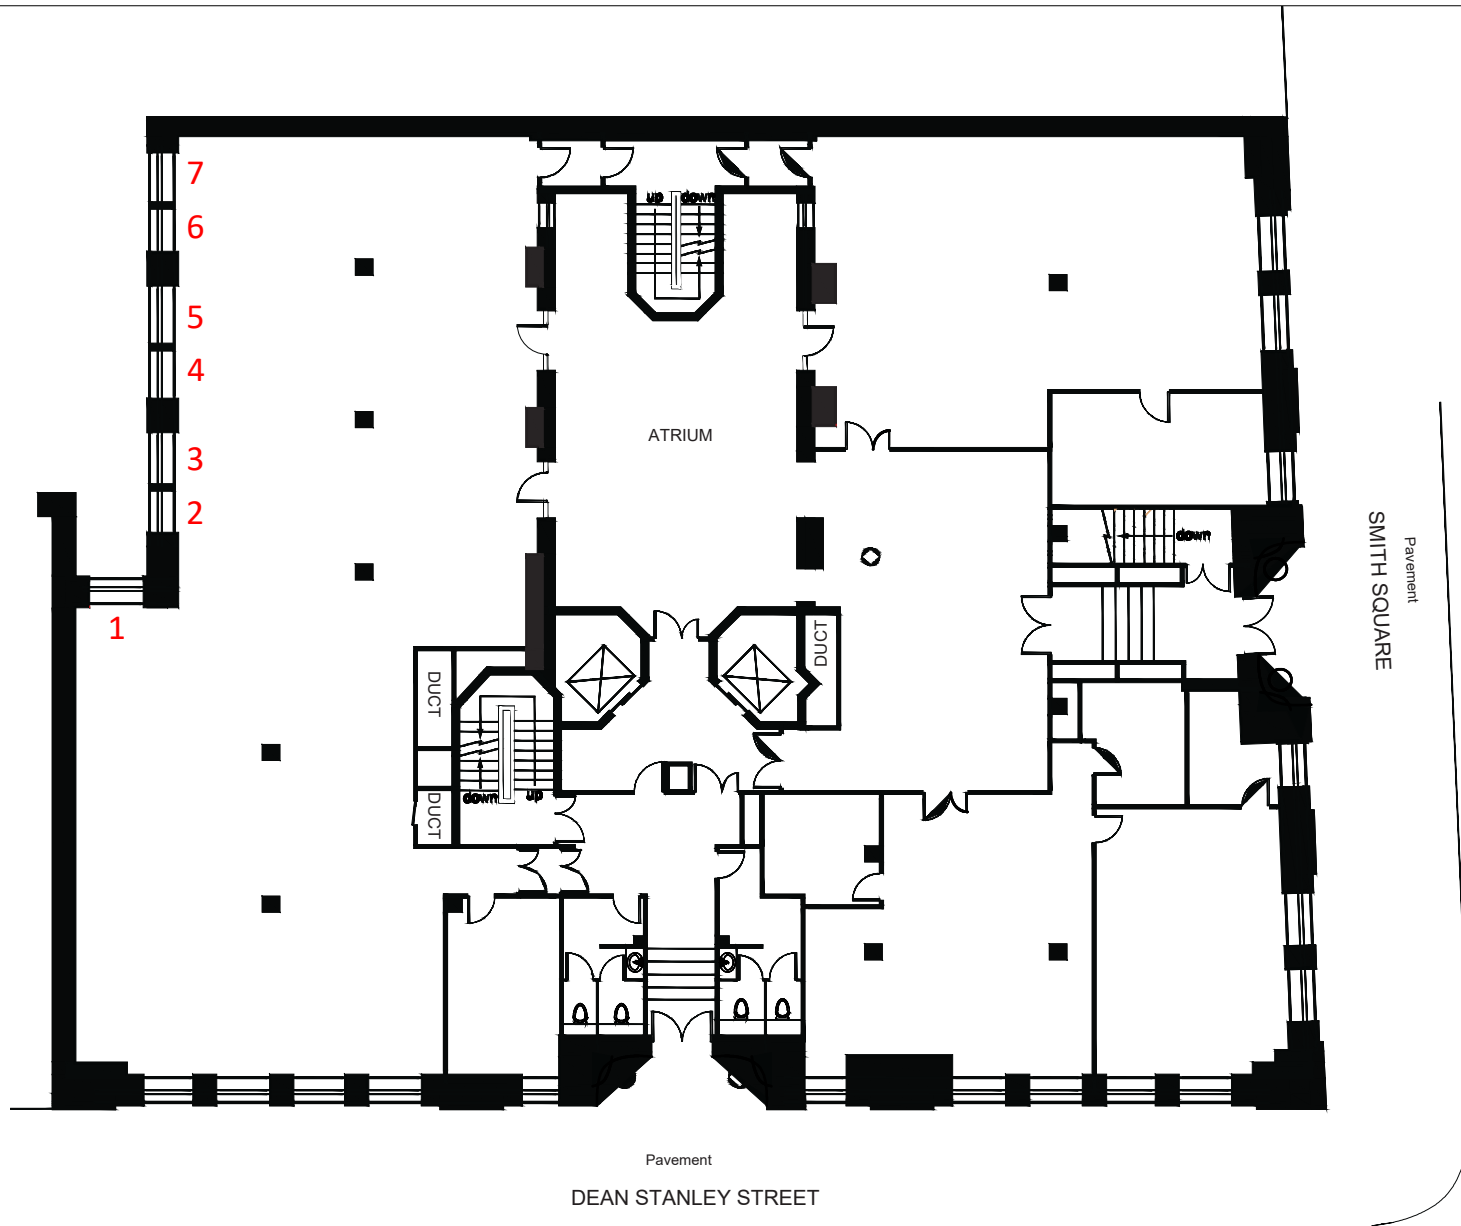 7
up down
6
5
4
ATRIUM
3
2
down
Pavement
SMITH SQUARE
1
DUCT
DUCT
DUCT
down up
Pavement
DEAN STANLEY STREET